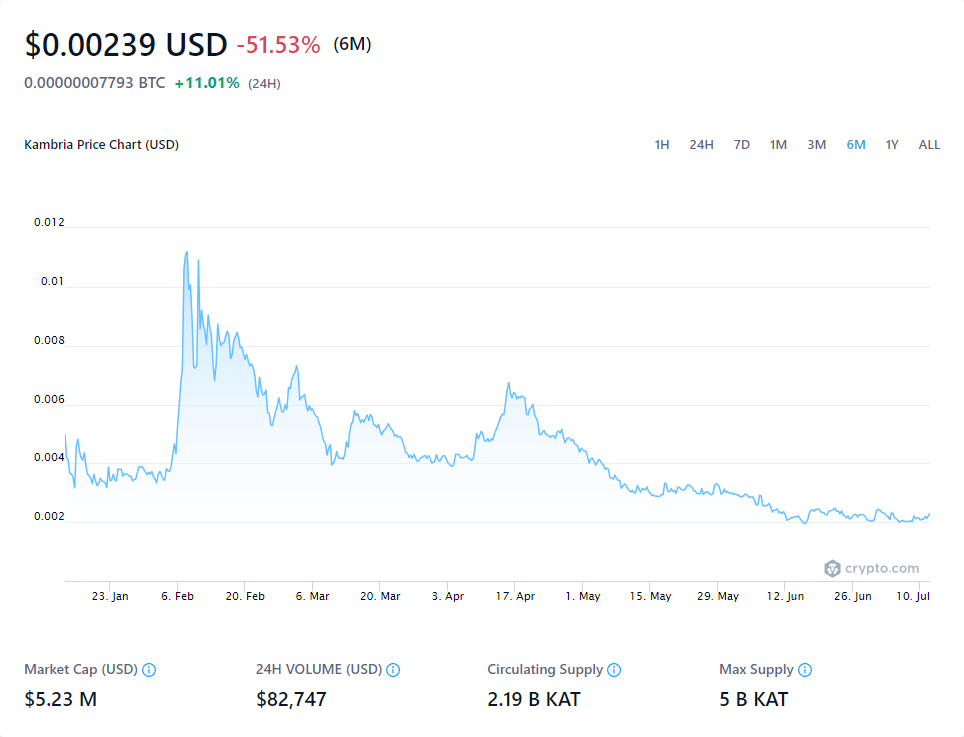 $0.00239 USD -51.53% (6M)
0.00000007793 BTC +11.01% (24H)
Kambria Price Chart (USD) 1H 24H 7D 1M 3M 6M 1Y ALL
0.012
0.01
0.008
0.006
0.004
0.002
crypto.com
23. Jan 6. Feb 20. Feb 6. Mar 20. Mar 3. Apr 17. Apr 1. May 15. May 29. May 12. Jun 26. Jun 10. Jul
Market Cap (USD) 24H VOLUME (USD) Circulating Supply Max Supply
$5.23 M $82,747 2.19 B KAT 5 B KAT